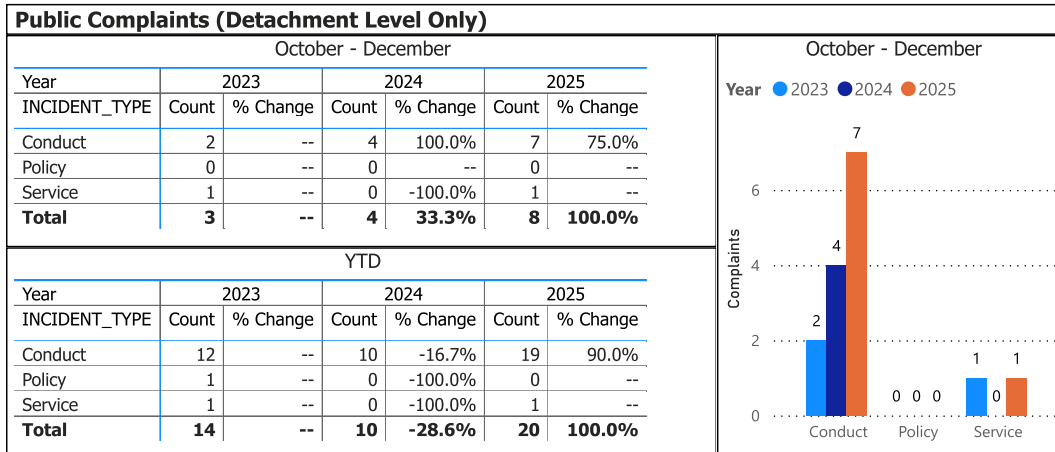 Public Complaints (Detachment Level Only)
October - December
Year 2023 2024 2025
INCIDENT_TYPE Count % Change Count % Change Count % Change
Conduct 2 -- 4 100.0% 7 75.0%
Policy 0 -- 0 -- 0 --
Service 1 -- 0 -100.0% 1 --
Total 3 -- 4 33.3% 8 100.0%
YTD
Year 2023 2024 2025
INCIDENT_TYPE Count % Change Count % Change Count % Change
Conduct 12 -- 10 -16.7% 19 90.0%
Policy 1 -- 0 -100.0% 0 --
Service 1 -- 0 -100.0% 1 --
Total 14 -- 10 -28.6% 20 100.0%
October - December
Year 2023 2024 2025
Complaints
6
4
2
0
2 4 7
0 0 0
1 0 1
Conduct Policy Service